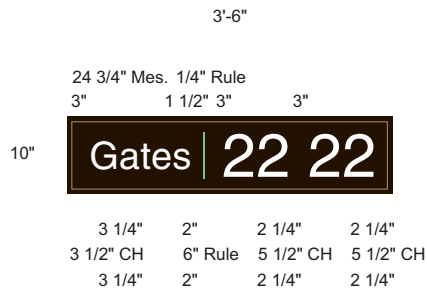 3'-6"
24 3/4" Mes. 1/4" Rule
3" 1 1/2" 3" 3"
10"
Gates 22 22
3 1/4" 2" 2 1/4" 2 1/4"
3 1/2" CH 6" Rule 5 1/2" CH 5 1/2" CH
3 1/4" 2" 2 1/4" 2 1/4"